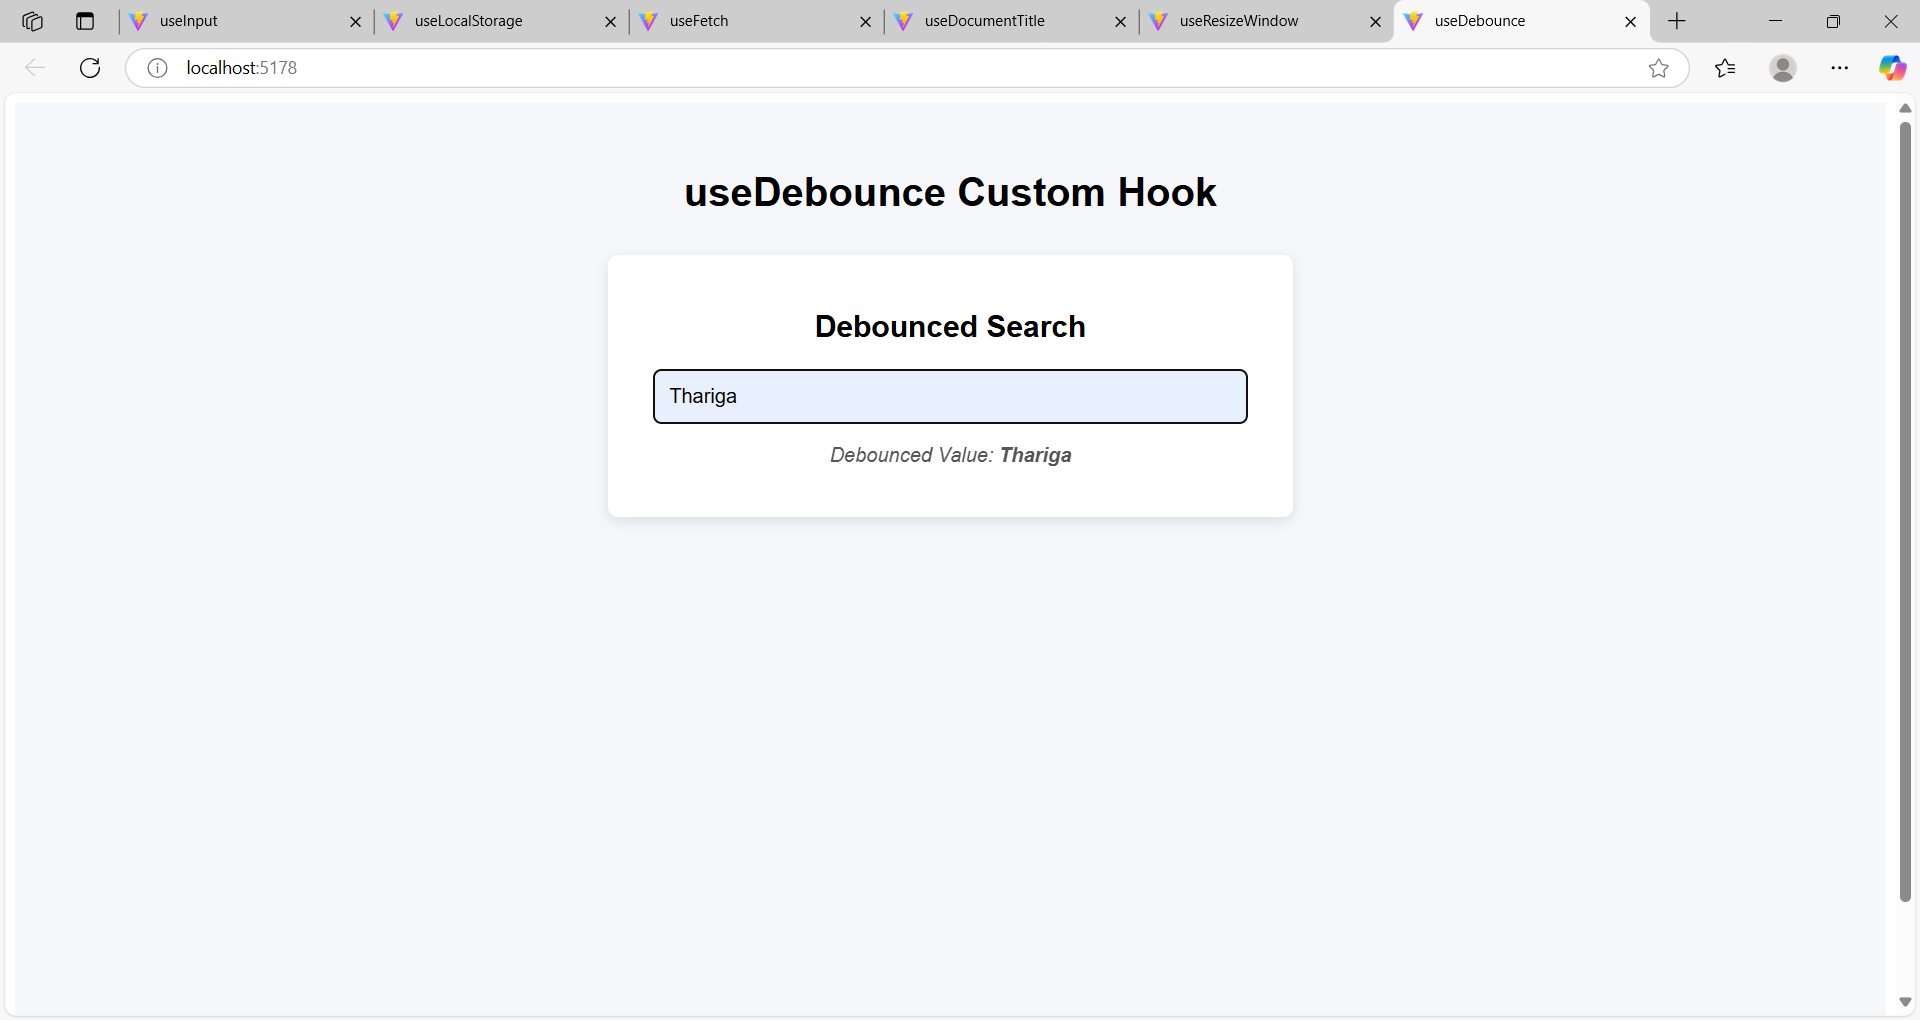 useInput
useLocalStorage
useFetch
useDocumentTitle
useResizeWindow
useDebounce
localhost:5178
useDebounce Custom Hook
Debounced Search
Thariga
Debounced Value: Thariga